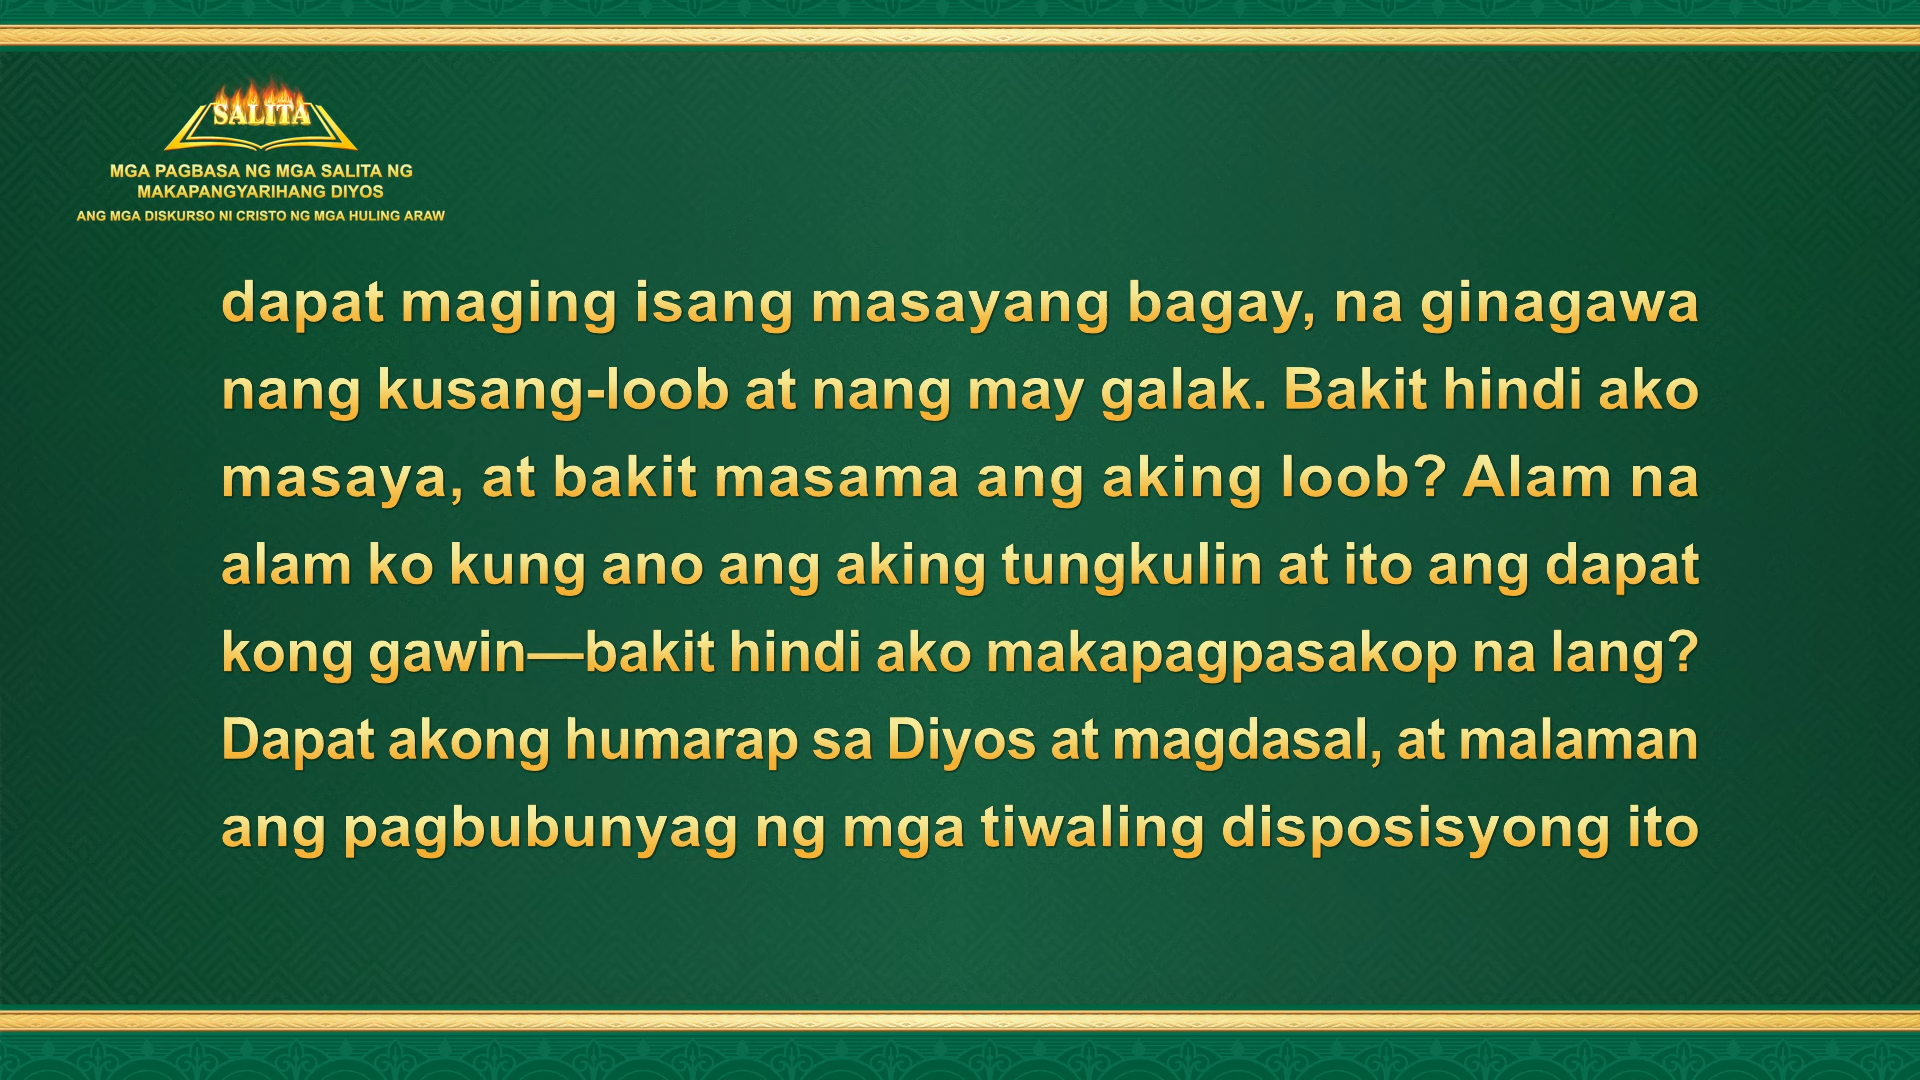 SALITA
MGA PAGBASA NG MGA SALITA NG
MAKAPANGYARIHANG DIYOS
ANG MGA DISKURSO NI CRISTO NG MGA HULING ARAW
dapat maging isang masayang bagay, na ginagawa
nang kusang-loob at nang may galak. Bakit hindi ako
masaya, at bakit masama ang aking loob? Alam na
alam ko kung ano ang aking tungkulin at ito ang dapat
kong gawin—bakit hindi ako makapagpasakop na lang?
Dapat akong humarap sa Diyos at magdasal, at malaman
ang pagbubunyag ng mga tiwaling disposisyong ito